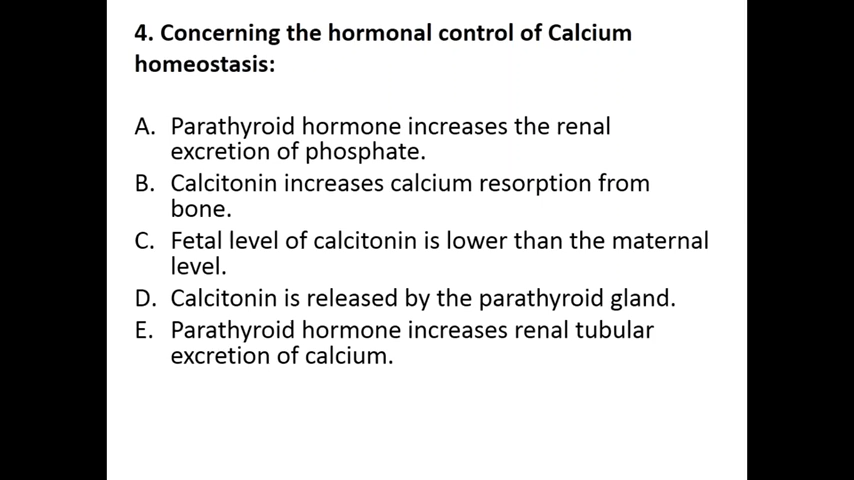 4. Concerning the hormonal control of Calcium
homeostasis:
A. Parathyroid hormone increases the renal
excretion of phosphate.
B. Calcitonin increases calcium resorption from
bone.
C. Fetal level of calcitonin is lower than the maternal
level.
D. Calcitonin is released by the parathyroid gland.
E. Parathyroid hormone increases renal tubular
excretion of calcium.